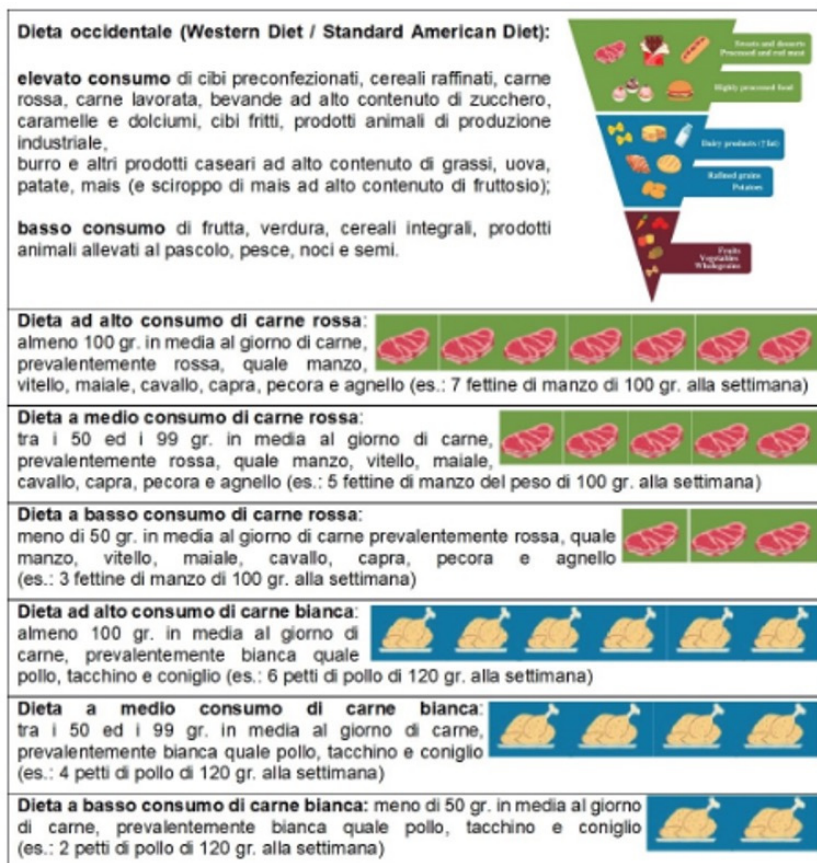 Dieta occidentale (Western Diet / Standard American Diet):
elevato consumo di cibi preconfezionati, cereali raffinati, carne
rossa, carne lavorata, bevande ad alto contenuto di zucchero,
caramelle e dolciumi, cibi fritti, prodotti animali di produzione
industriale,
burro e altri prodotti caseari ad alto contenuto di grassi, uova,
patate, mais (e sciroppo di mais ad alto contenuto di fruttosio);
basso consumo di frutta, verdura, cereali integrali, prodotti
animali allevati al pascolo, pesce, noci e semi.
Sweets and desserts
Processed and red meat
Highly processed food
Dairy products (↑fat)
Refined grains
Potatoes
Fruits
Vegetables
Wholegrains
Dieta ad alto consumo di carne rossa:
almeno 100 gr. in media al giorno di carne,
prevalentemente rossa, quale manzo,
vitello, maiale, cavallo, capra, pecora e agnello (es.: 7 fettine di manzo di 100 gr. alla settimana)
Dieta a medio consumo di carne rossa:
tra i 50 ed i 99 gr. in media al giorno di carne,
prevalentemente rossa, quale manzo, vitello, maiale,
cavallo, capra, pecora e agnello (es.: 5 fettine di manzo del peso di 100 gr. alla settimana)
Dieta a basso consumo di carne rossa:
meno di 50 gr. in media al giorno di carne prevalentemente rossa, quale
manzo, vitello, maiale, cavallo, capra, pecora e agnello
(es.: 3 fettine di manzo di 100 gr. alla settimana)
Dieta ad alto consumo di carne bianca:
almeno 100 gr. in media al giorno di
carne, prevalentemente bianca quale
pollo, tacchino e coniglio (es.: 6 petti di pollo di 120 gr. alla settimana)
Dieta a medio consumo di carne bianca:
tra i 50 ed i 99 gr. in media al giorno di carne,
prevalentemente bianca quale pollo, tacchino e coniglio
(es.: 4 petti di pollo di 120 gr. alla settimana)
Dieta a basso consumo di carne bianca: meno di 50 gr. in media al giorno
di carne, prevalentemente bianca quale pollo, tacchino e coniglio
(es.: 2 petti di pollo di 120 gr. alla settimana)